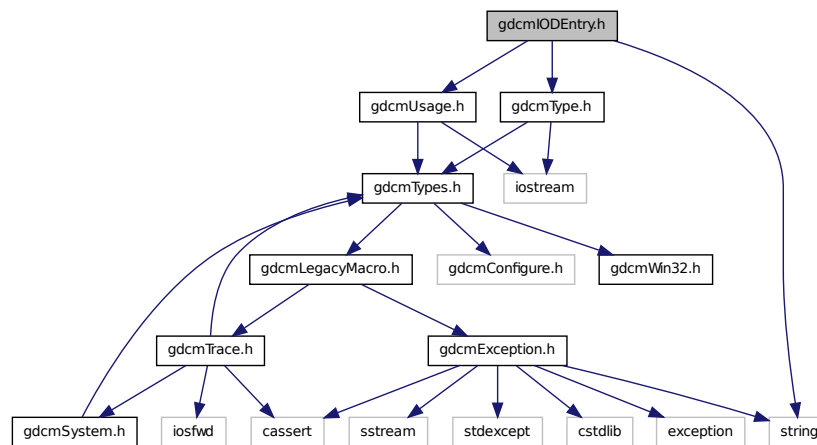 gdcmIODEntry.h
gdcmUsage.h
gdcmType.h
gdcmTypes.h
iostream
gdcmLegacyMacro.h
gdcmConfigure.h
gdcmWin32.h
gdcmTrace.h
gdcmException.h
gdcmSystem.h
iosfwd
cassert
sstream
stdexcept
cstdlib
exception
string